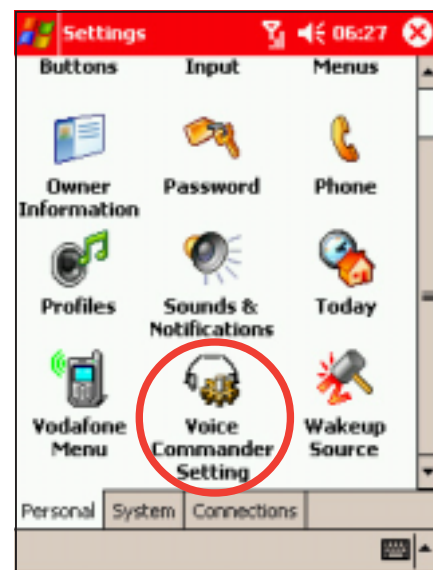 Settings 06:27
Buttons Input Menus
Owner Information Password Phone
Profiles Sounds & Notifications Today
Vodafone Menu Voice Commander Setting Wakeup Source
Personal System Connections